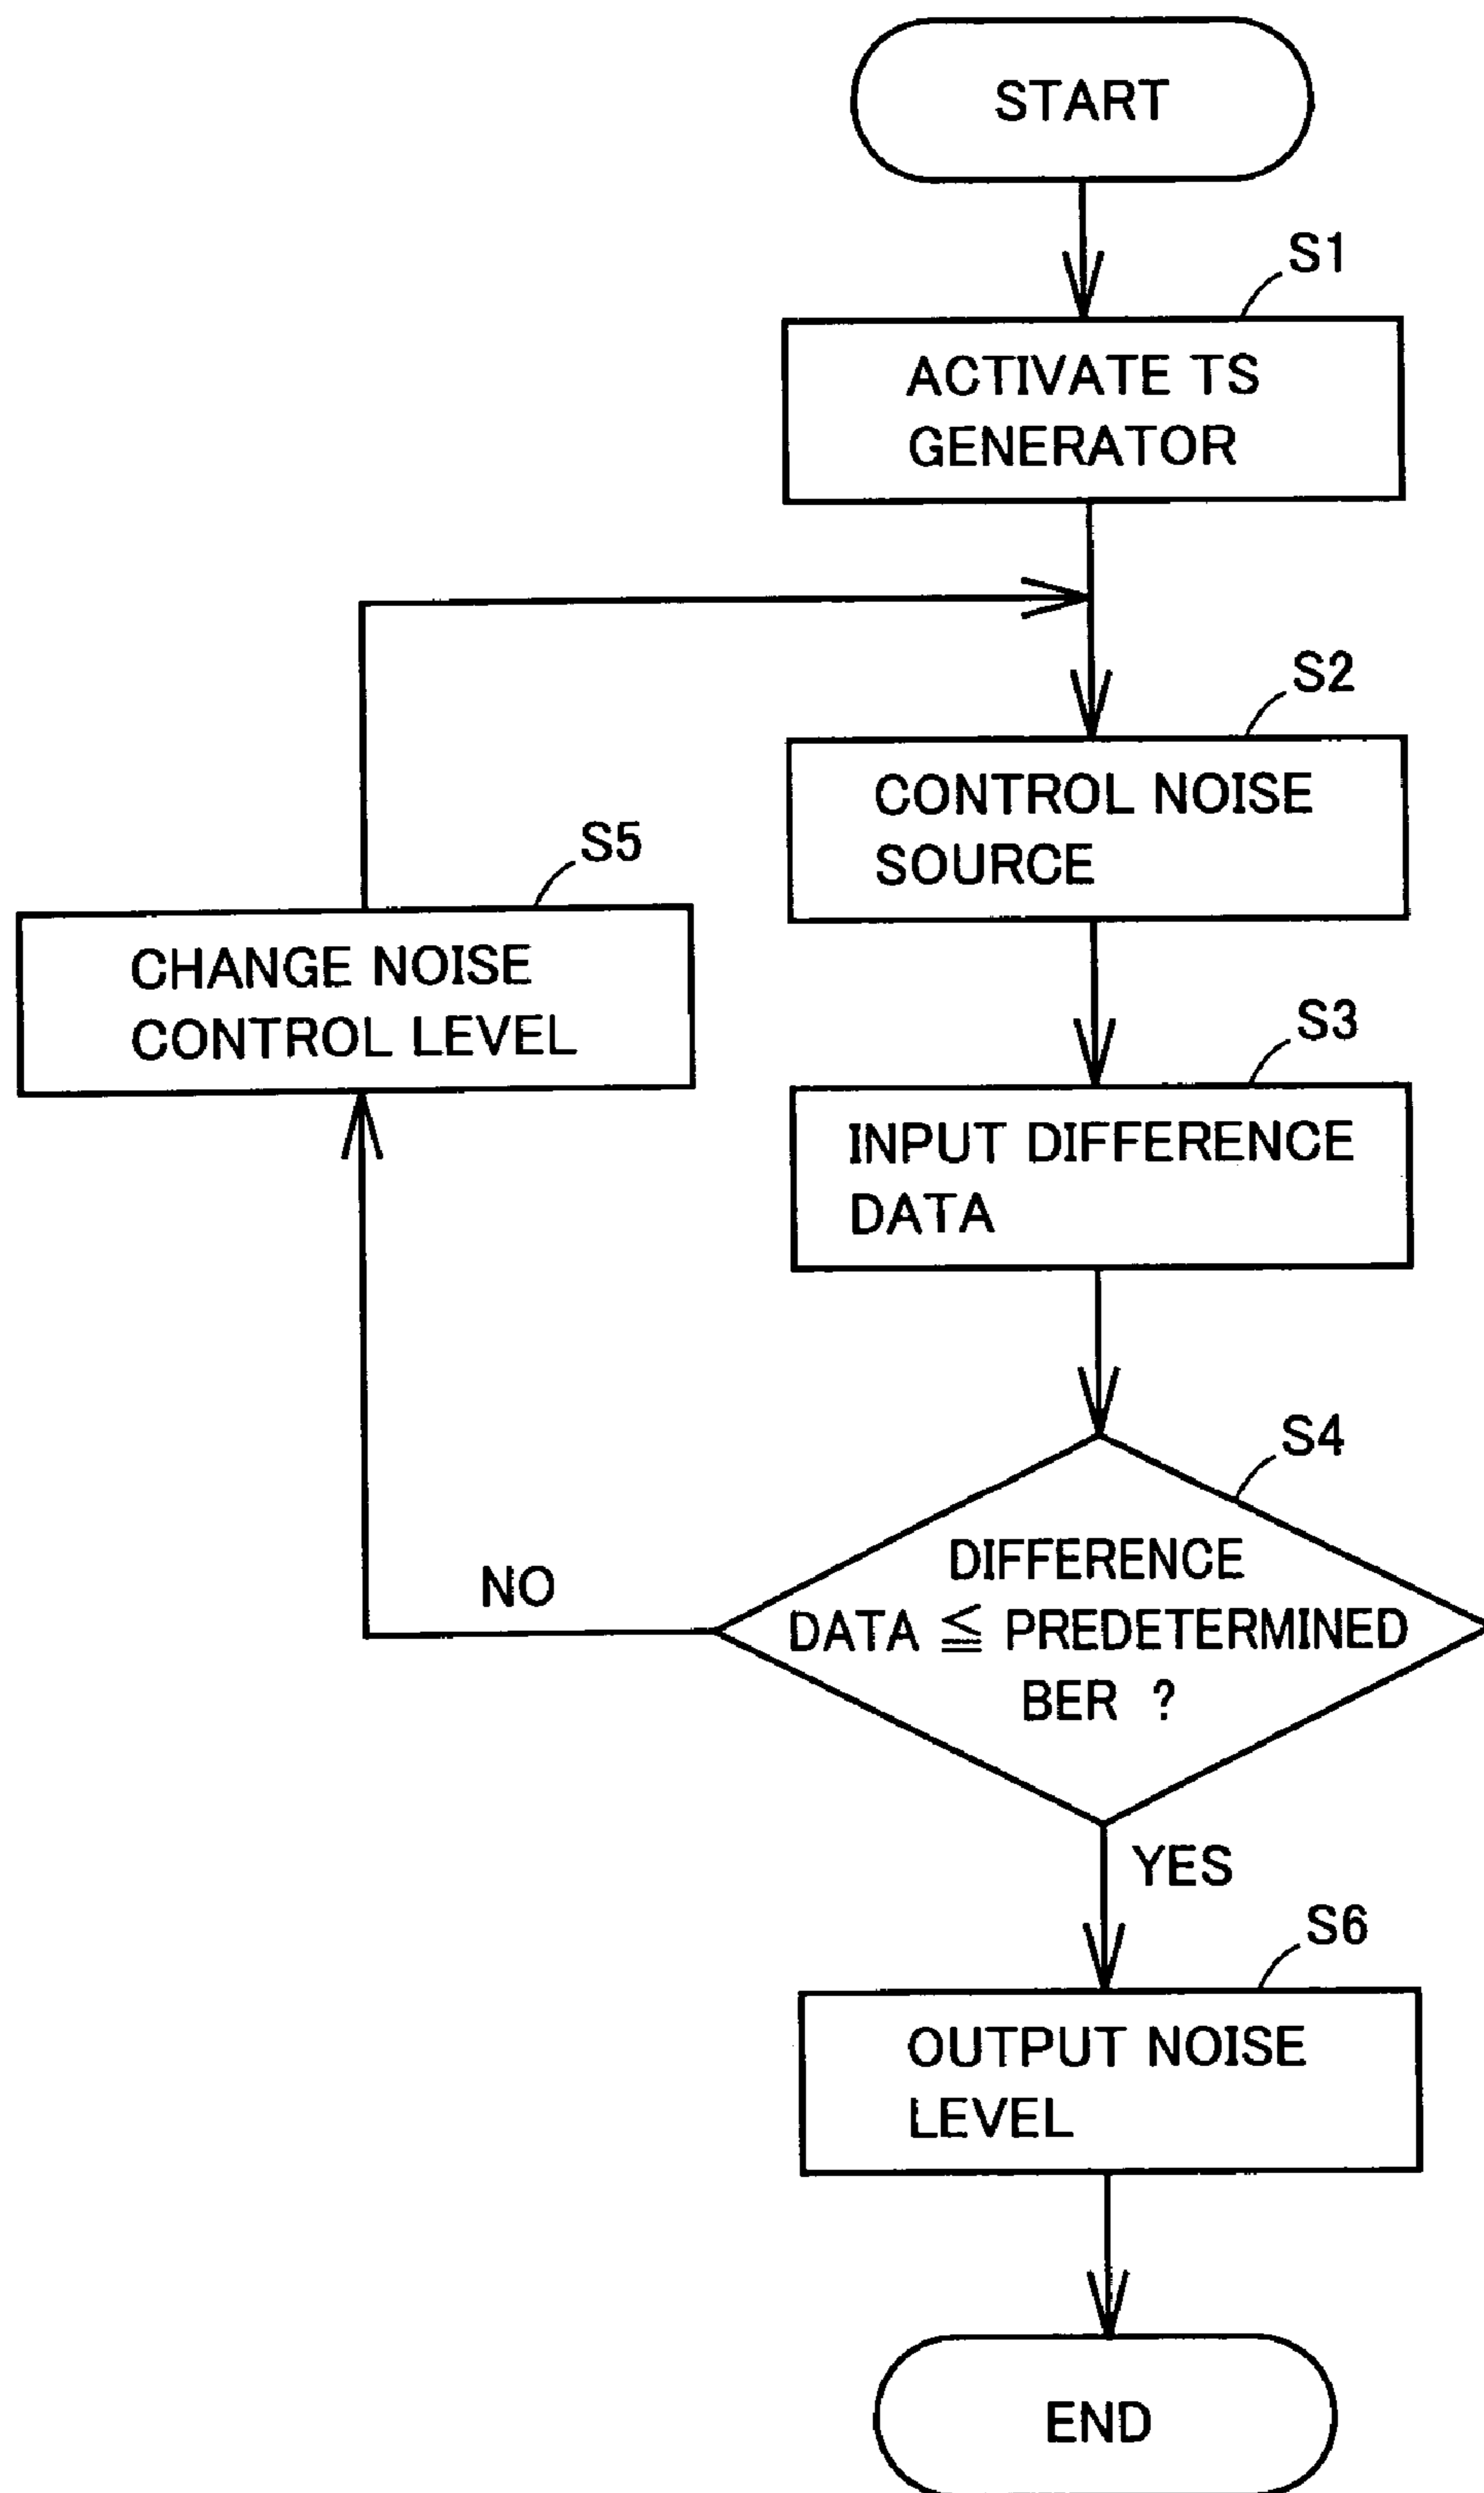 START
S1
ACTIVATE TS
GENERATOR
S2
CONTROL NOISE
SOURCE
S5
CHANGE NOISE
CONTROL LEVEL
S3
INPUT DIFFERENCE
DATA
S4
DIFFERENCE
DATA ≦ PREDETERMINED
BER ?
NO
YES
S6
OUTPUT NOISE
LEVEL
END